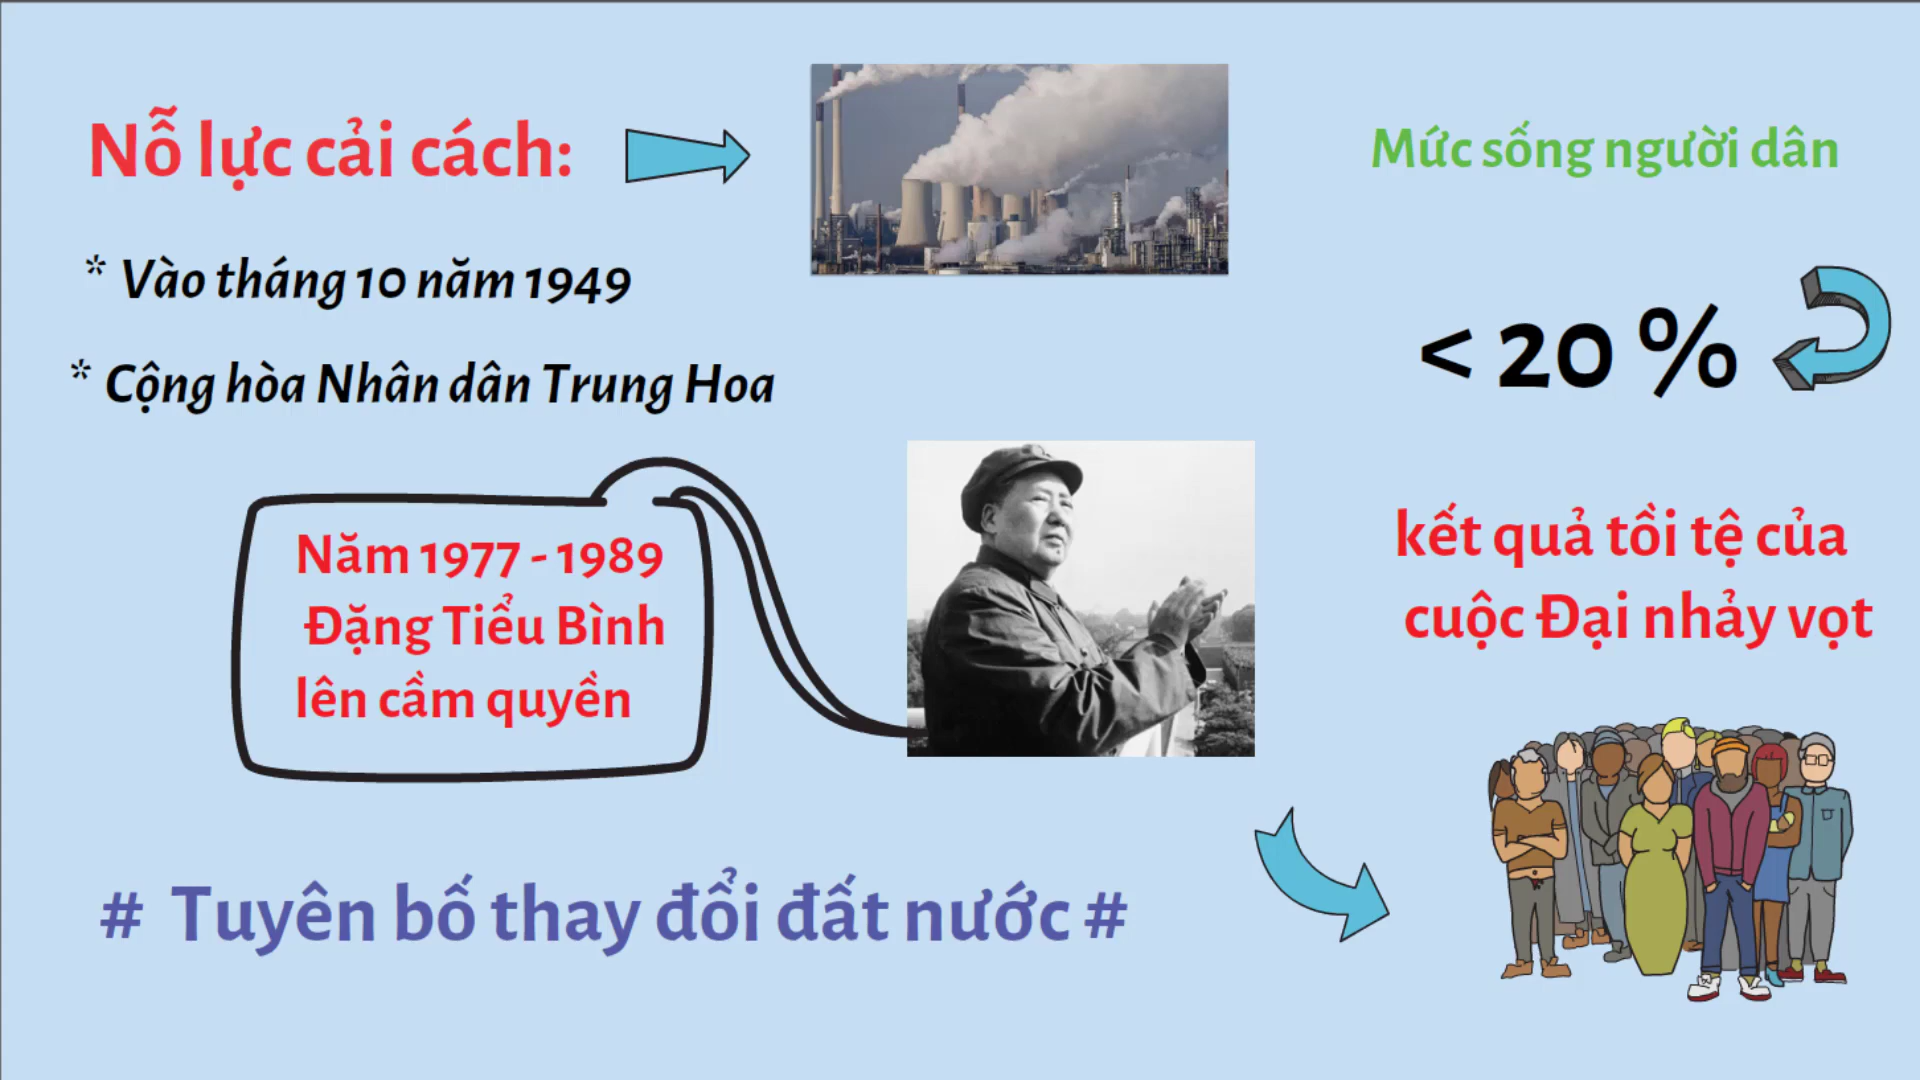 Nỗ lực cải cách:
* Vào tháng 10 năm 1949
* Cộng hòa Nhân dân Trung Hoa
Năm 1977 - 1989
Đặng Tiểu Bình
lên cầm quyền
# Tuyên bố thay đổi đất nước #
Mức sống người dân
< 20 %
kết quả tồi tệ của
cuộc Đại nhảy vọt